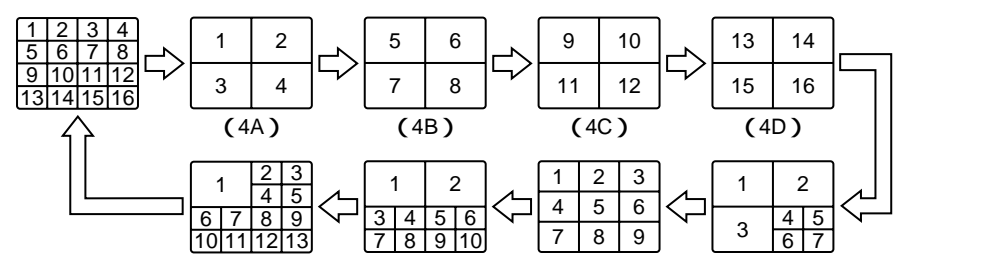 1 2 3 4
5 6 7 8
9 10 11 12
13 14 15 16
1 2
3 4
(4A)
5 6
7 8
(4B)
9 10
11 12
(4C)
13 14
15 16
(4D)
1 2
3 4 5
6 7
1 2 3
4 5 6
7 8 9
1 2
3 4 5 6
7 8 9 10
1 2 3
4 5
6 7 8 9
10 11 12 13